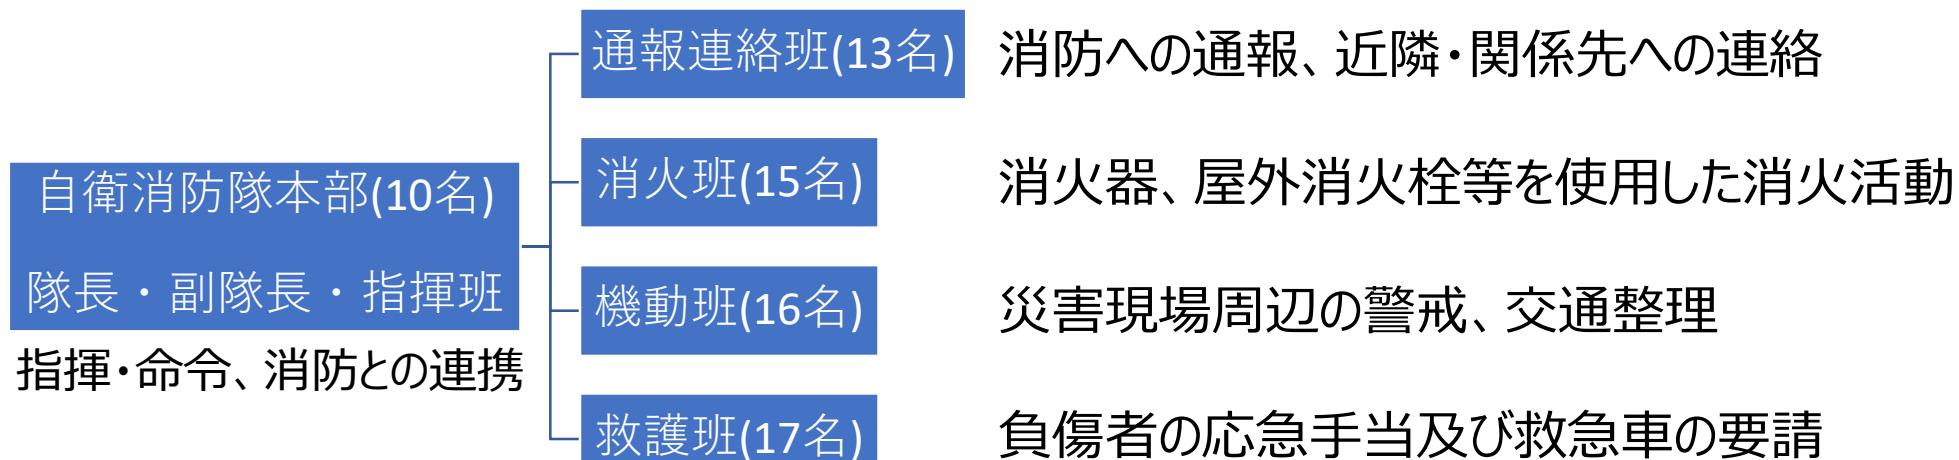 通報連絡班(13名)
消防への通報、近隣・関係先への連絡
消火班(15名)
消火器、屋外消火栓等を使用した消火活動
自衛消防隊本部(10名)
隊長・副隊長・指揮班
指揮・命令、消防との連携
機動班(16名)
災害現場周辺の警戒、交通整理
救護班(17名)
負傷者の応急手当及び救急車の要請